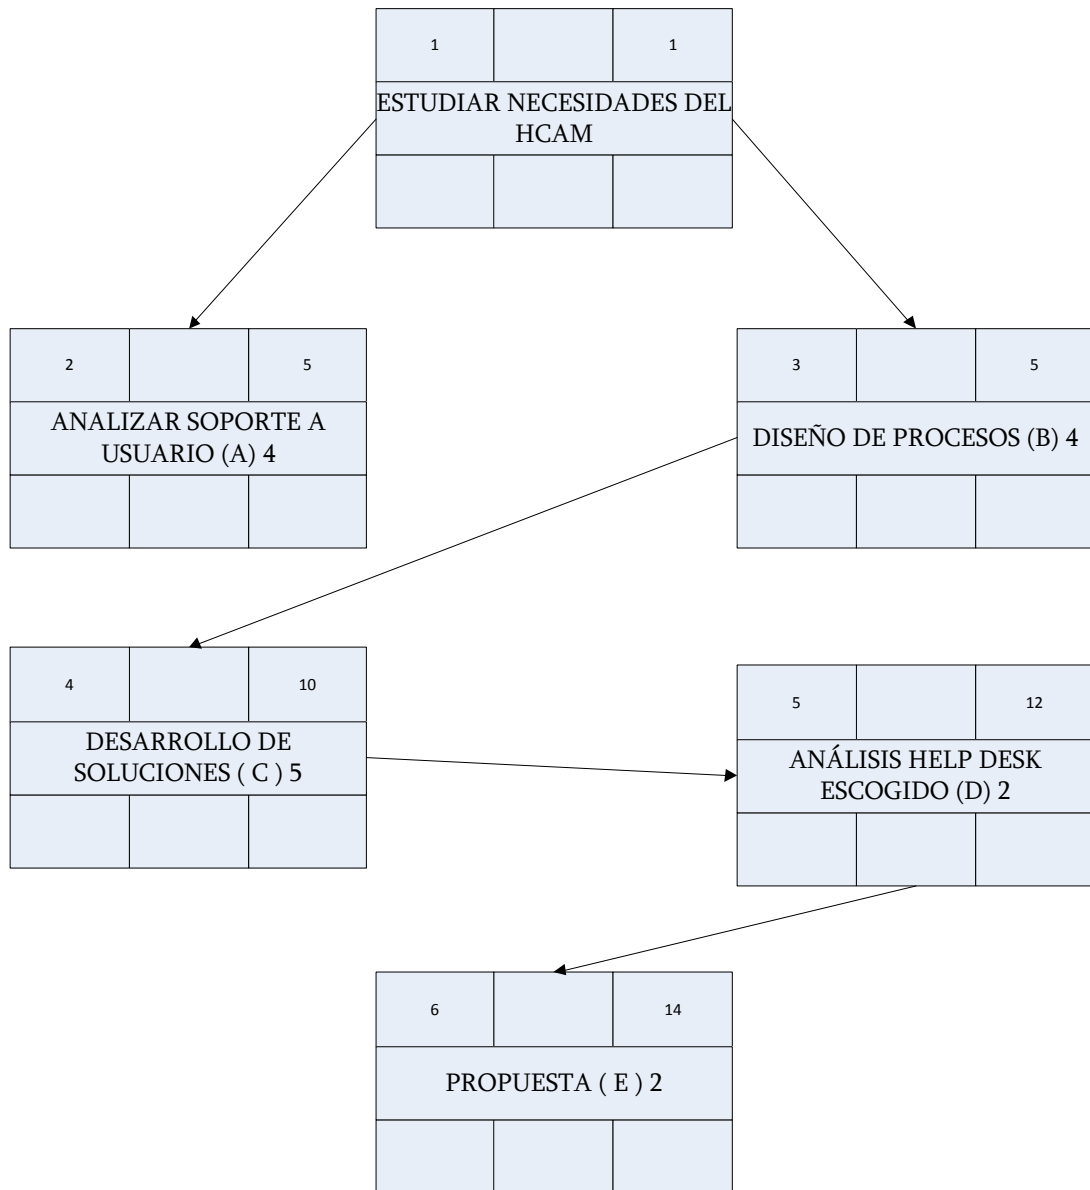 1 1
ESTUDIAR NECESIDADES DEL
HCAM
2 5
ANALIZAR SOPORTE A
USUARIO (A) 4
3 5
DISEÑO DE PROCESOS (B) 4
4 10
DESARROLLO DE
SOLUCIONES ( C ) 5
5 12
ANÁLISIS HELP DESK
ESCOGIDO (D) 2
6 14
PROPUESTA ( E ) 2